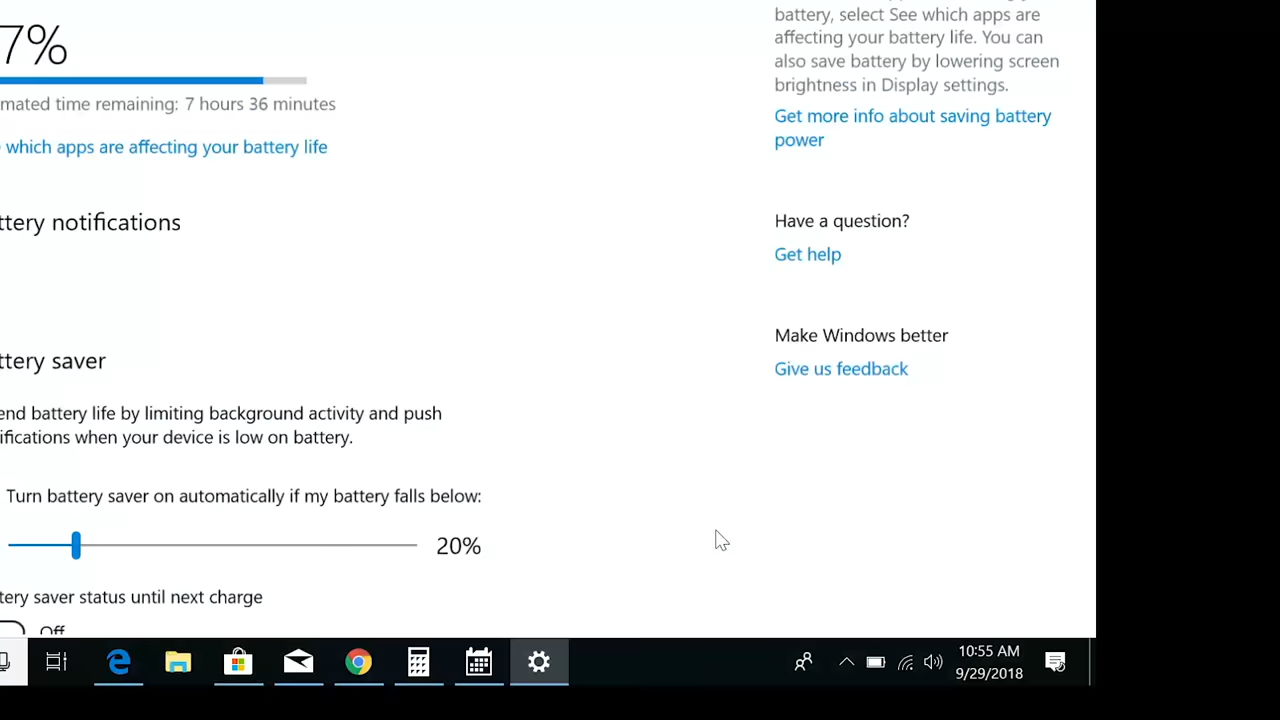 7%
mated time remaining: 7 hours 36 minutes
which apps are affecting your battery life
ttery notifications
ttery saver
end battery life by limiting background activity and push
ifications when your device is low on battery.
Turn battery saver on automatically if my battery falls below:
20%
tery saver status until next charge
Off
battery, select See which apps are
affecting your battery life. You can
also save battery by lowering screen
brightness in Display settings.
Get more info about saving battery
power
Have a question?
Get help
Make Windows better
Give us feedback
10:55 AM
9/29/2018